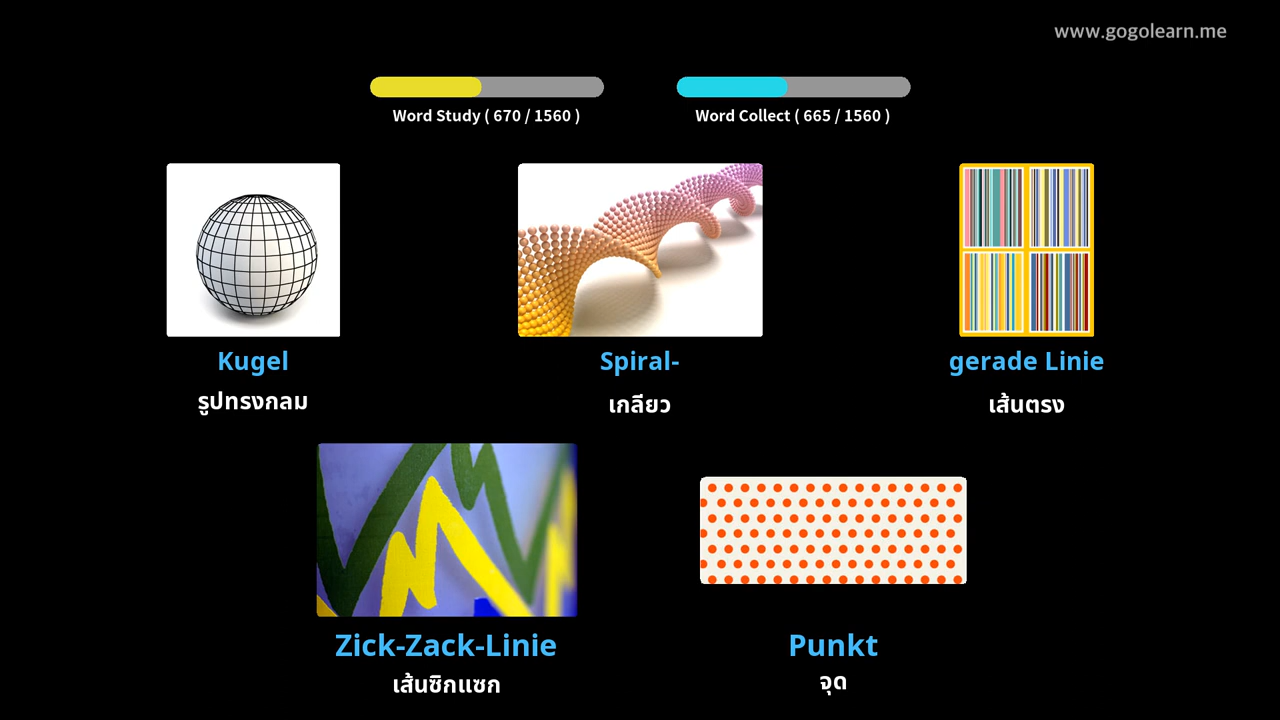 www.gogolearn.me
Word Study ( 670 / 1560 )
Word Collect ( 665 / 1560 )
Kugel
Spiral-
gerade Linie
รูปทรงกลม
เกลียว
เส้นตรง
Zick-Zack-Linie
Punkt
เส้นซิกแซก
จุด